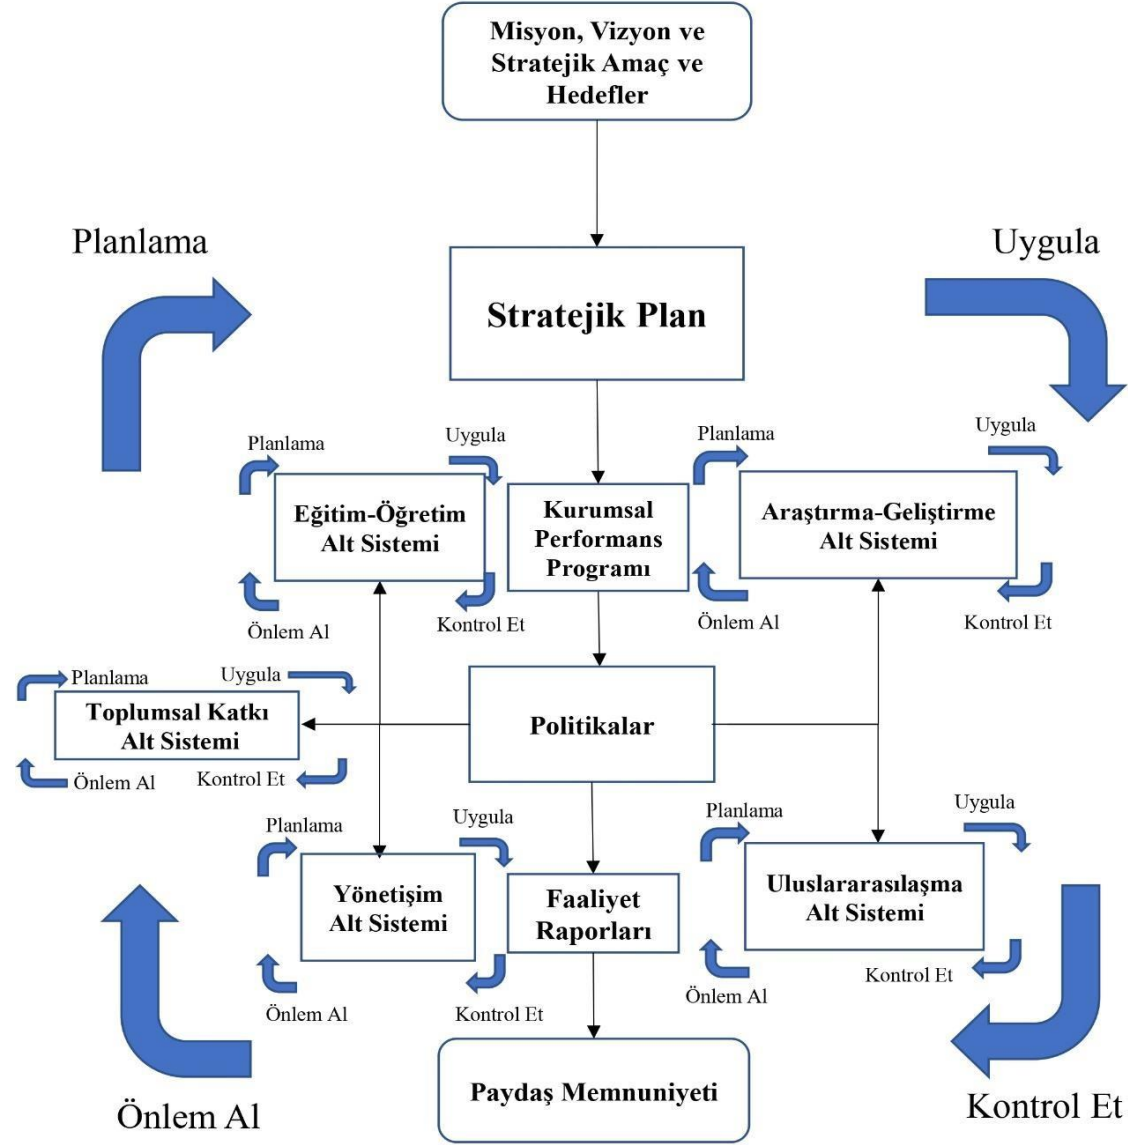 Misyon, Vizyon ve
Stratejik Amaç ve
Hedefler
Planlama
Uygula
Stratejik Plan
Planlama
Uygula
Planlama
Uygula
Eğitim-Öğretim
Alt Sistemi
Kurumsal
Performans
Programı
Araştırma-Geliştirme
Alt Sistemi
Önlem Al
Kontrol Et
Önlem Al
Kontrol Et
Planlama
Uygula
Toplumsal Katkı
Alt Sistemi
Önlem Al
Kontrol Et
Politikalar
Planlama
Uygula
Planlama
Uygula
Yönetişim
Alt Sistemi
Faaliyet
Raporları
Uluslararasılaşma
Alt Sistemi
Önlem Al
Kontrol Et
Önlem Al
Kontrol Et
Paydaş Memnuniyeti
Önlem Al
Kontrol Et